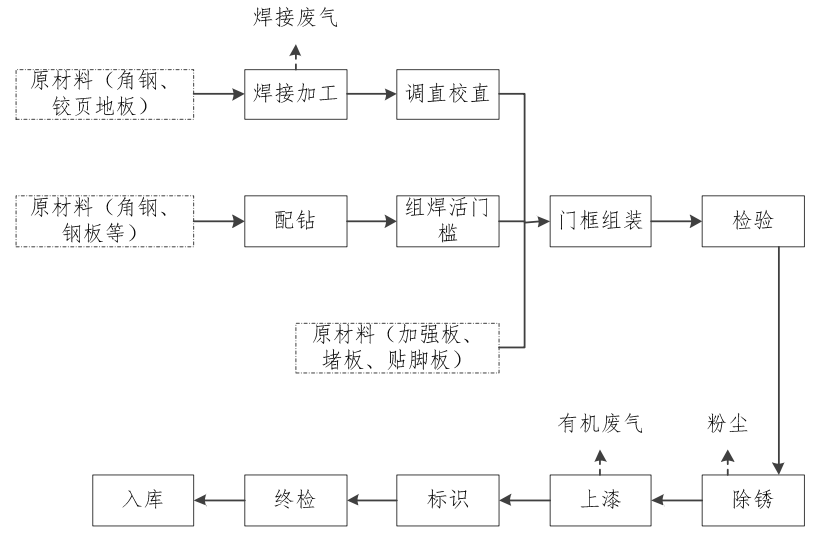 焊接废气
原材料（角钢、
铰页地板）
焊接加工
调直校直
原材料（角钢、
钢板等）
配钻
组焊活门
槛
门框组装
检验
原材料（加强板、
堵板、贴脚板）
有机废气
粉尘
入库
终检
标识
上漆
除锈